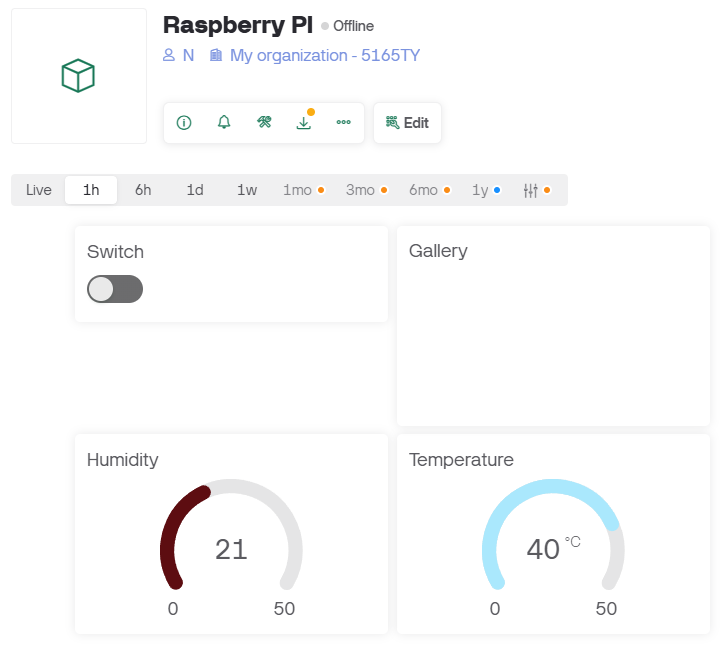 Raspberry PI Offline
N My organization - 5165TY
Edit
Live 1h 6h 1d 1w 1mo 3mo 6mo 1y
Switch
Gallery
Humidity
21
0 50
Temperature
40 °C
0 50